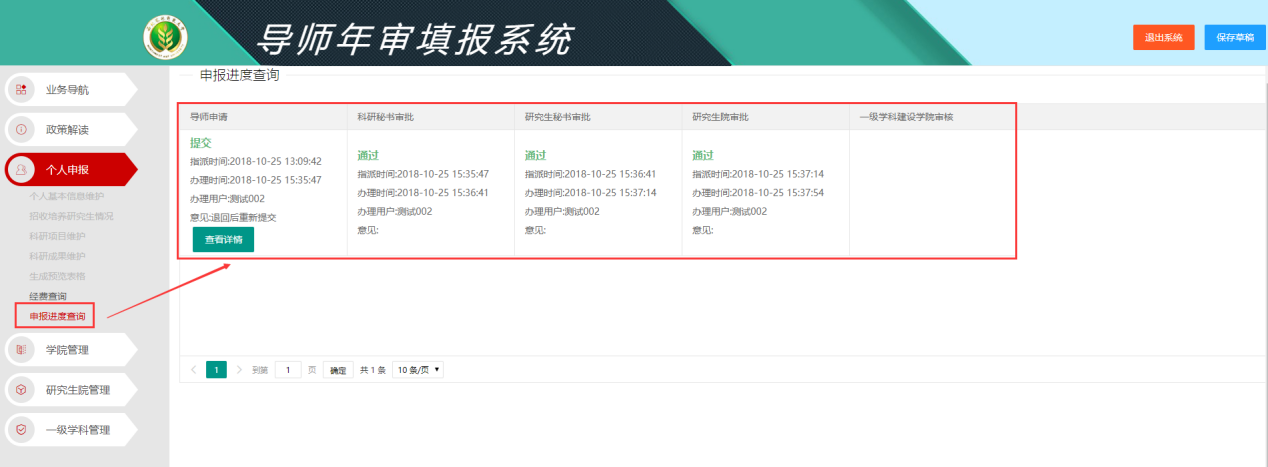 导师年审填报系统
退出系统
保存草稿
业务导航
政策解读
个人申报
个人基本信息维护
招收培养研究生情况
科研项目维护
科研成果维护
生成预览表格
经费查询
申报进度查询
学院管理
研究生院管理
一级学科管理
申报进度查询
导师申请 科研秘书审批 研究生秘书审批 研究生院审批 一级学科建设学院审核
提交
指派时间:2018-10-25 13:09:42
办理时间:2018-10-25 15:35:47
办理用户:测试002
意见:退回后重新提交
查看详情
通过
指派时间:2018-10-25 15:35:47
办理时间:2018-10-25 15:36:41
办理用户:测试002
意见:
通过
指派时间:2018-10-25 15:36:41
办理时间:2018-10-25 15:37:14
办理用户:测试002
意见:
通过
指派时间:2018-10-25 15:37:14
办理时间:2018-10-25 15:37:54
办理用户:测试002
意见:
1 到第 1 页 确定 共 1 条 10 条/页